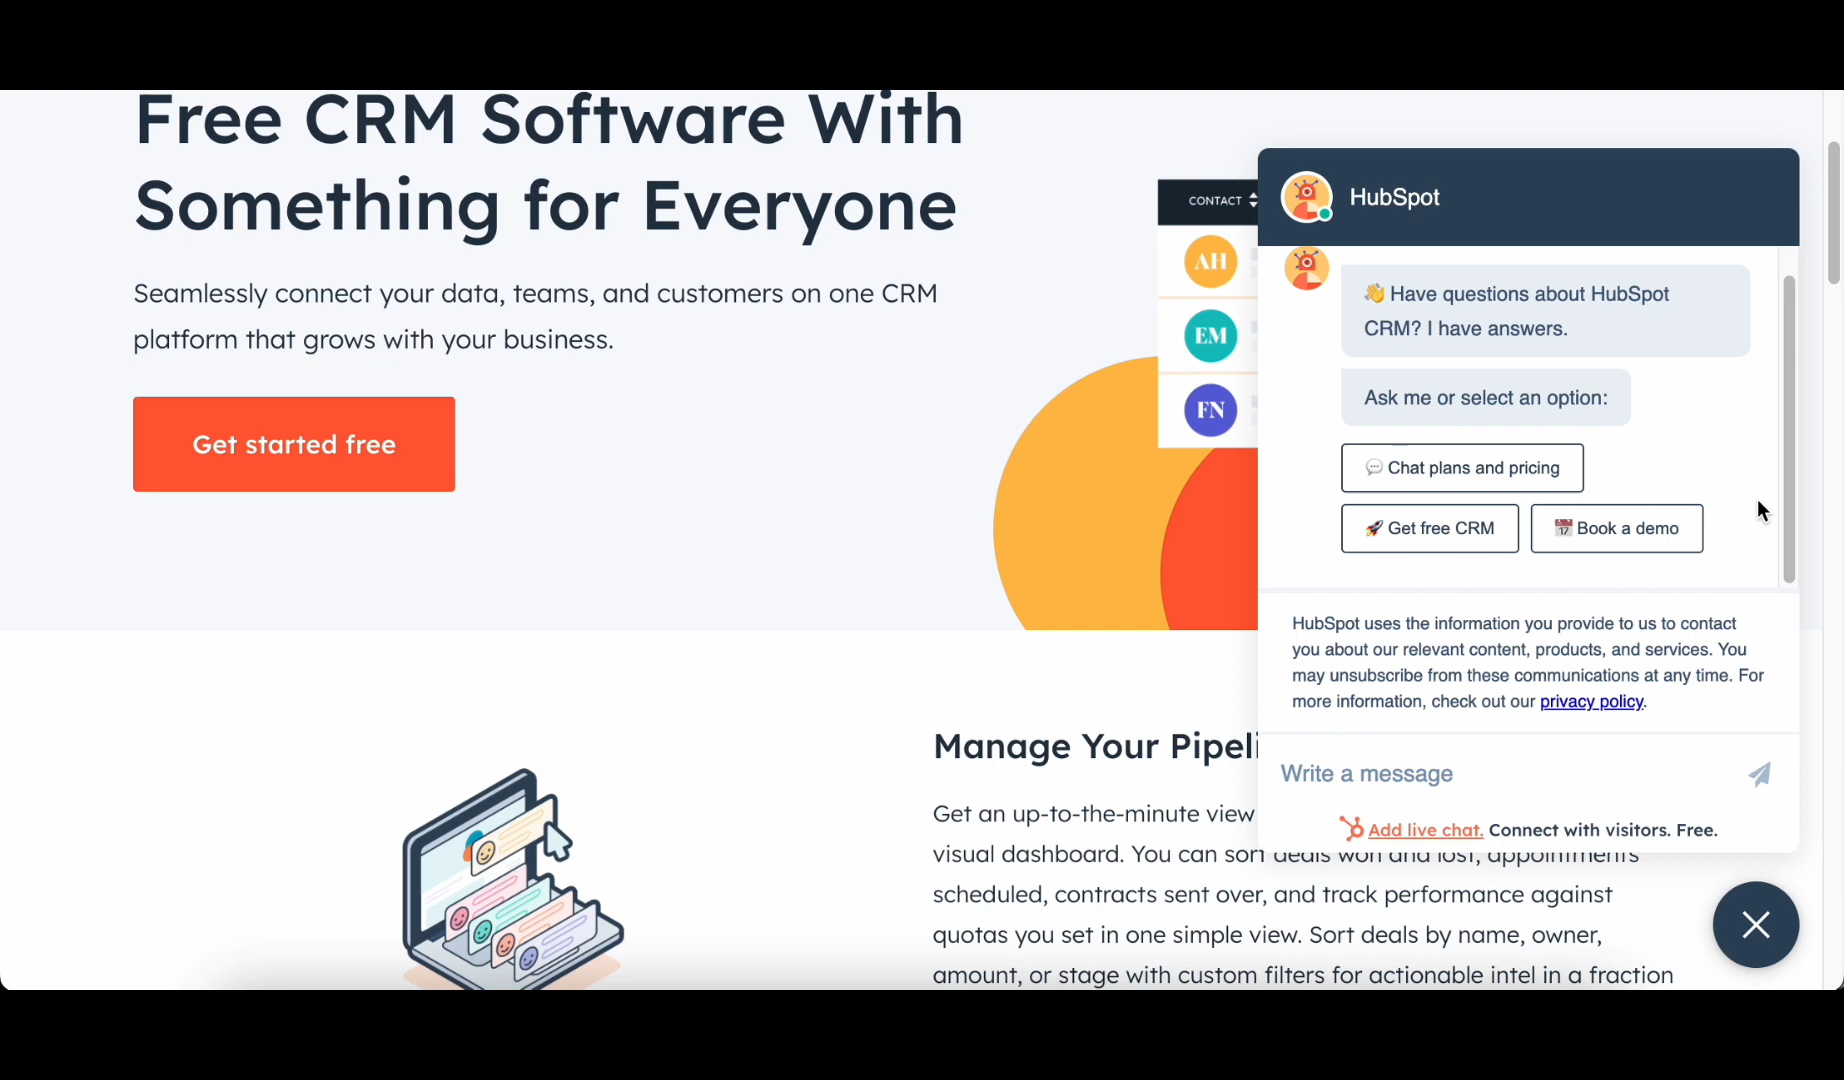 Free CRM Software With
Something for Everyone
Seamlessly connect your data, teams, and customers on one CRM
platform that grows with your business.
Get started free
CONTACT
AH
EM
FN
HubSpot
👋 Have questions about HubSpot
CRM? I have answers.
Ask me or select an option:
💬 Chat plans and pricing
🚀 Get free CRM
📅 Book a demo
HubSpot uses the information you provide to us to contact
you about our relevant content, products, and services. You
may unsubscribe from these communications at any time. For
more information, check out our privacy policy.
Write a message
Add live chat. Connect with visitors. Free.
Manage Your Pipeli
Get an up-to-the-minute view
visual dashboard. You can sort deals won and lost, appointments
scheduled, contracts sent over, and track performance against
quotas you set in one simple view. Sort deals by name, owner,
amount, or stage with custom filters for actionable intel in a fraction